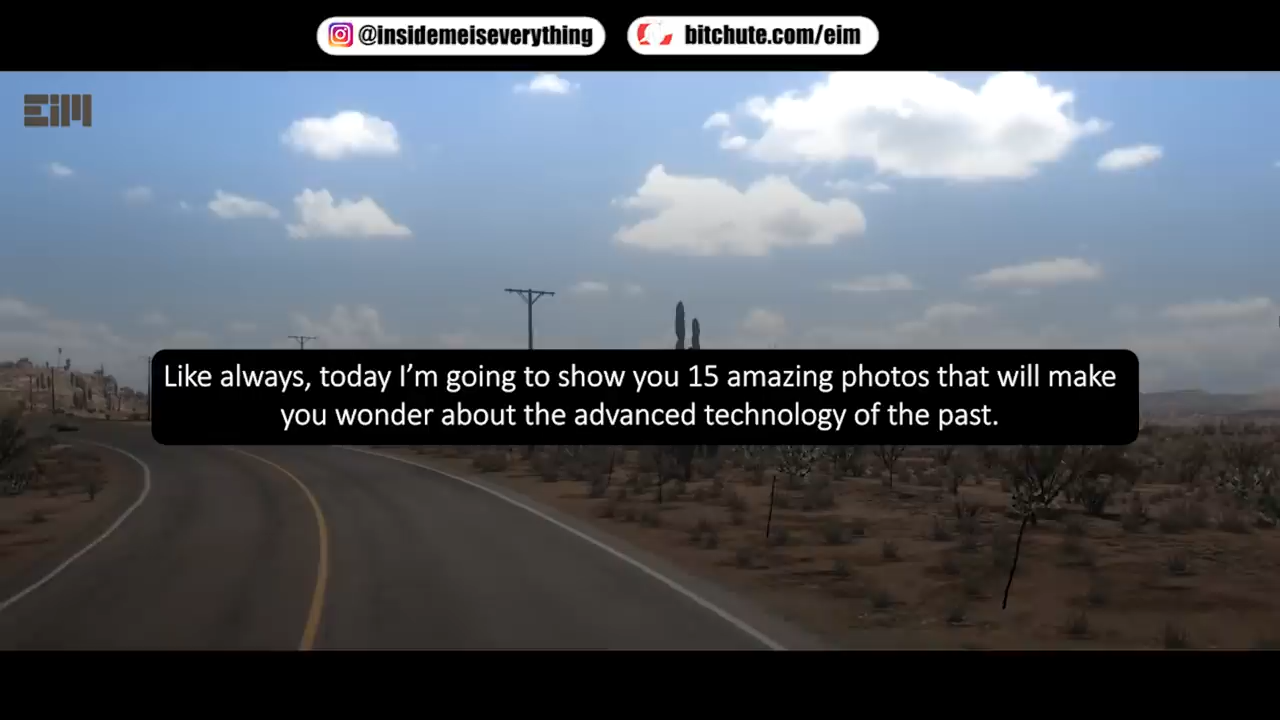 @insidemeiseverything
bitchute.com/eim
EiM
Like always, today I’m going to show you 15 amazing photos that will make
you wonder about the advanced technology of the past.